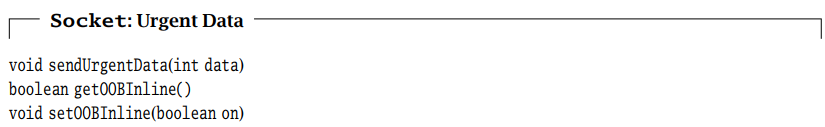 Socket: Urgent Data
void sendUrgentData(int data)
boolean getOOBInline()
void setOOBInline(boolean on)